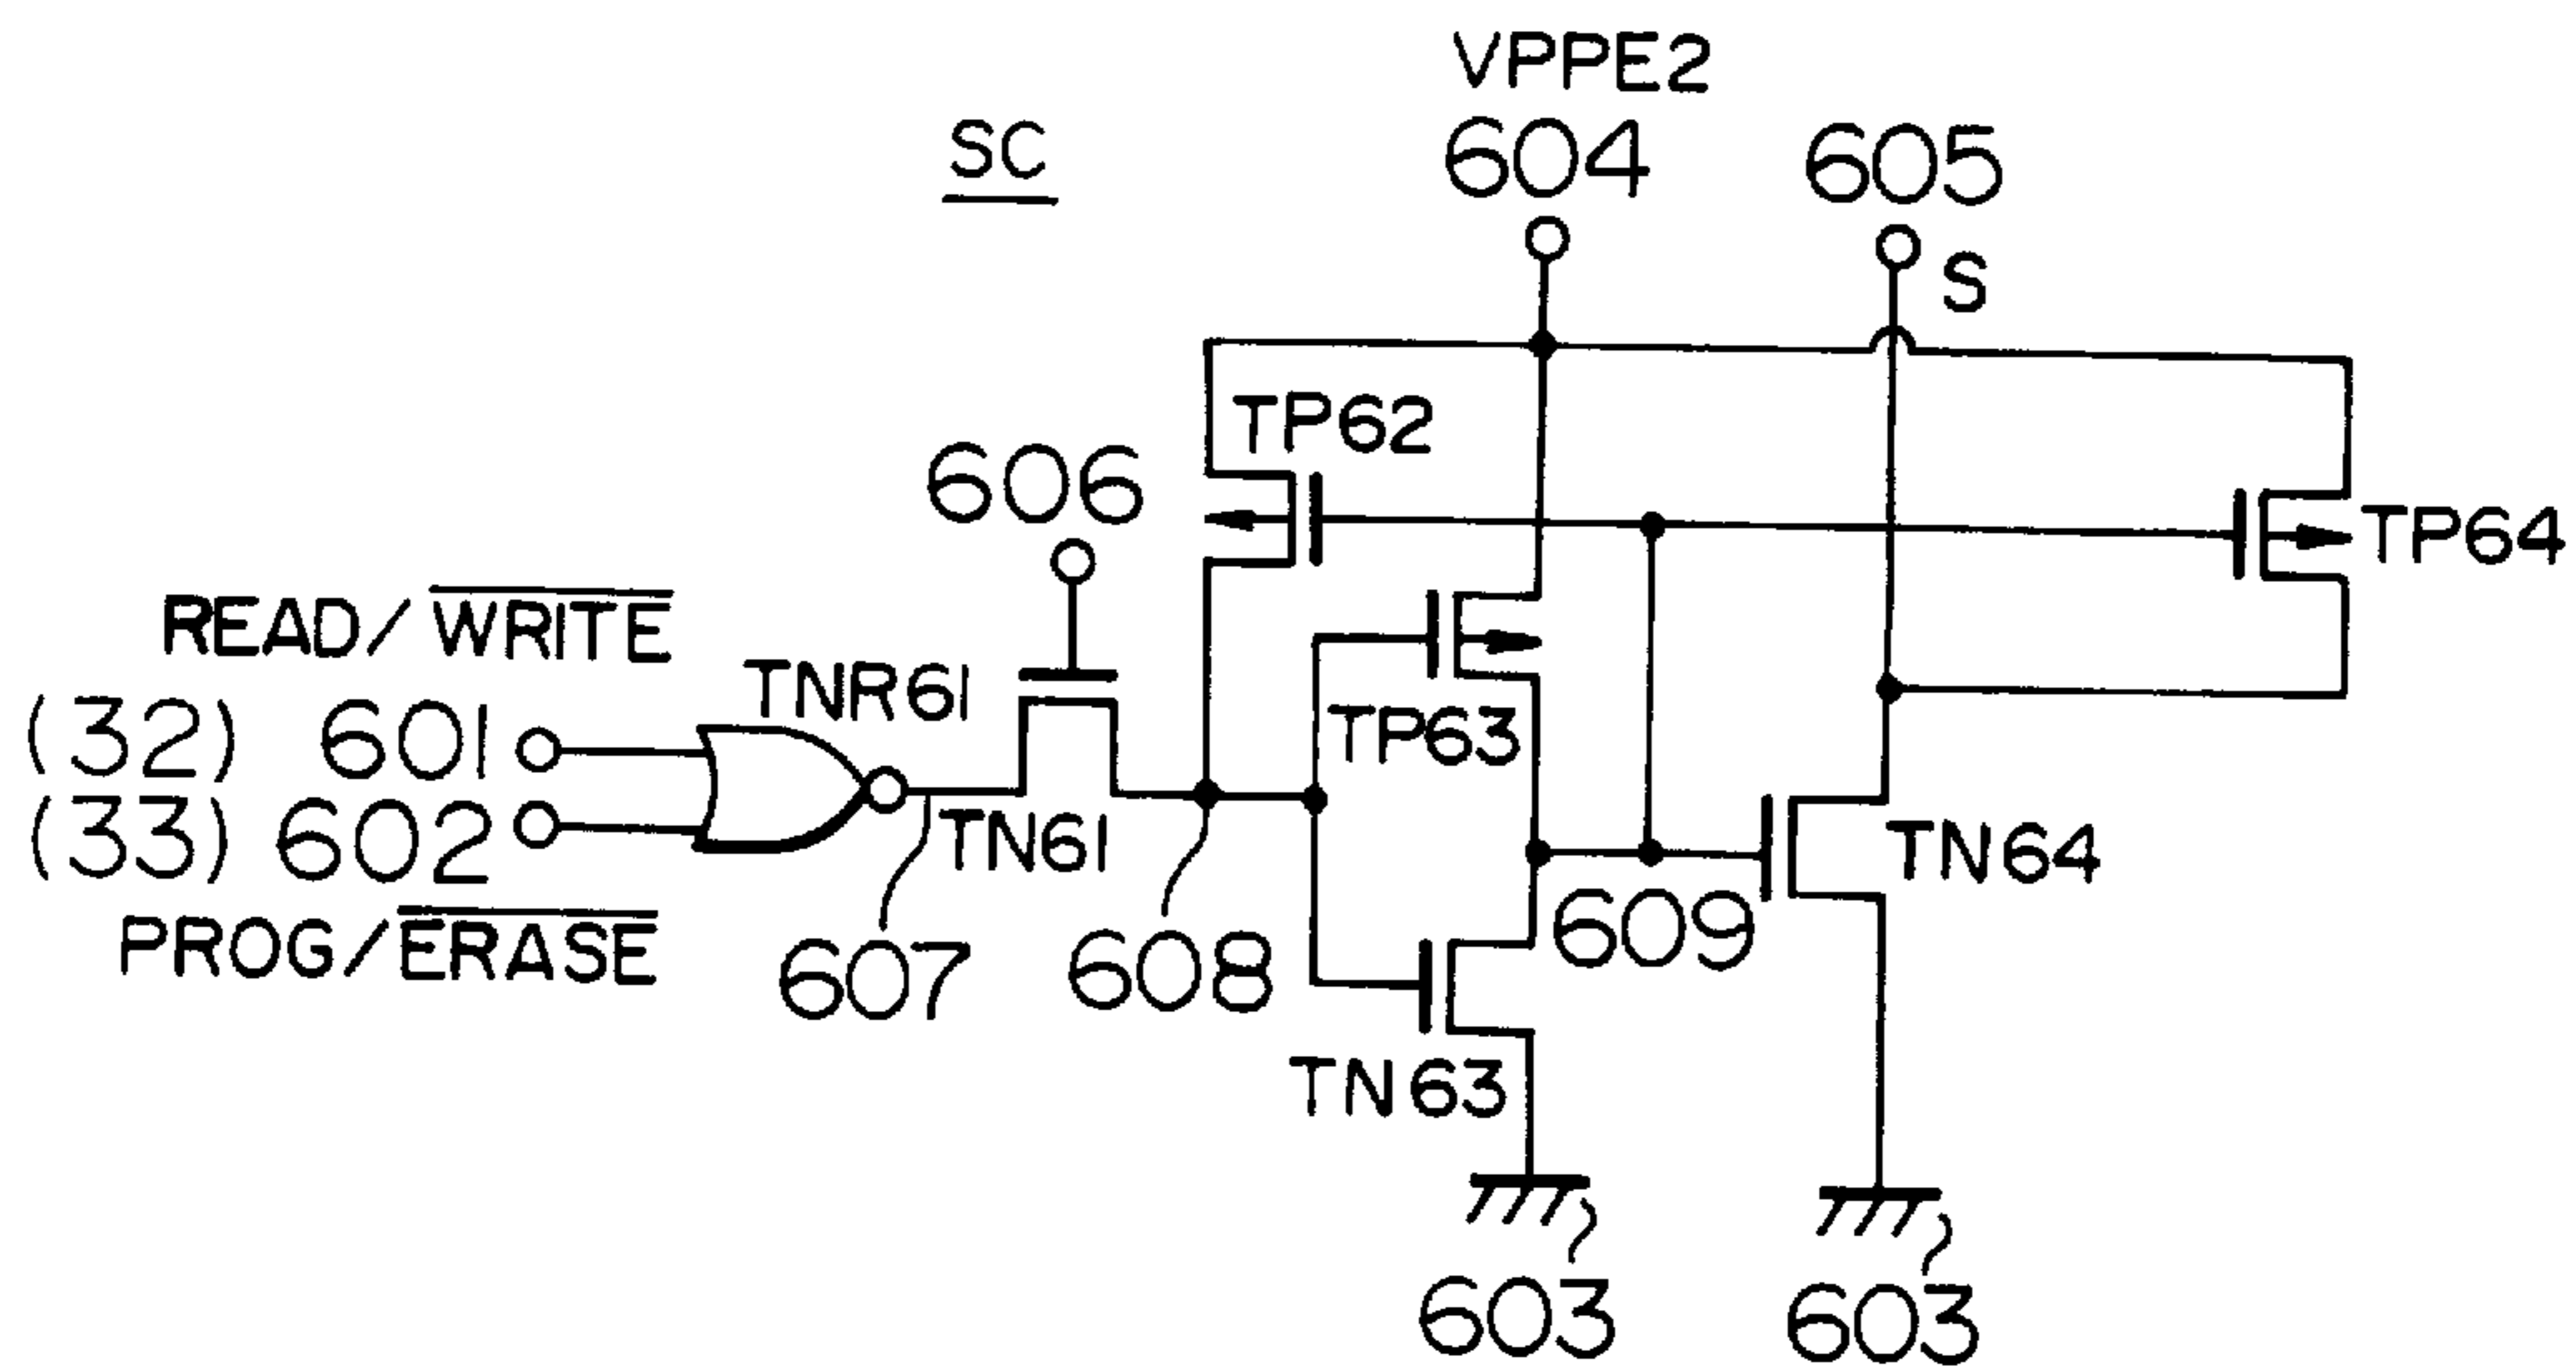 VPPE2
SC
604
605
S
TP62
606
TP64
READ/WRITE
TNR61
(32) 601
TP63
(33) 602
TN61
TN64
PROG/ERASE
607
608
609
TN63
603
603